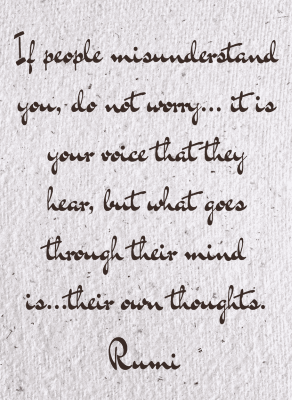 If people misunderstand
you, do not worry... it is
your voice that they
hear, but what goes
through their mind
is...their own thoughts.
Rumi